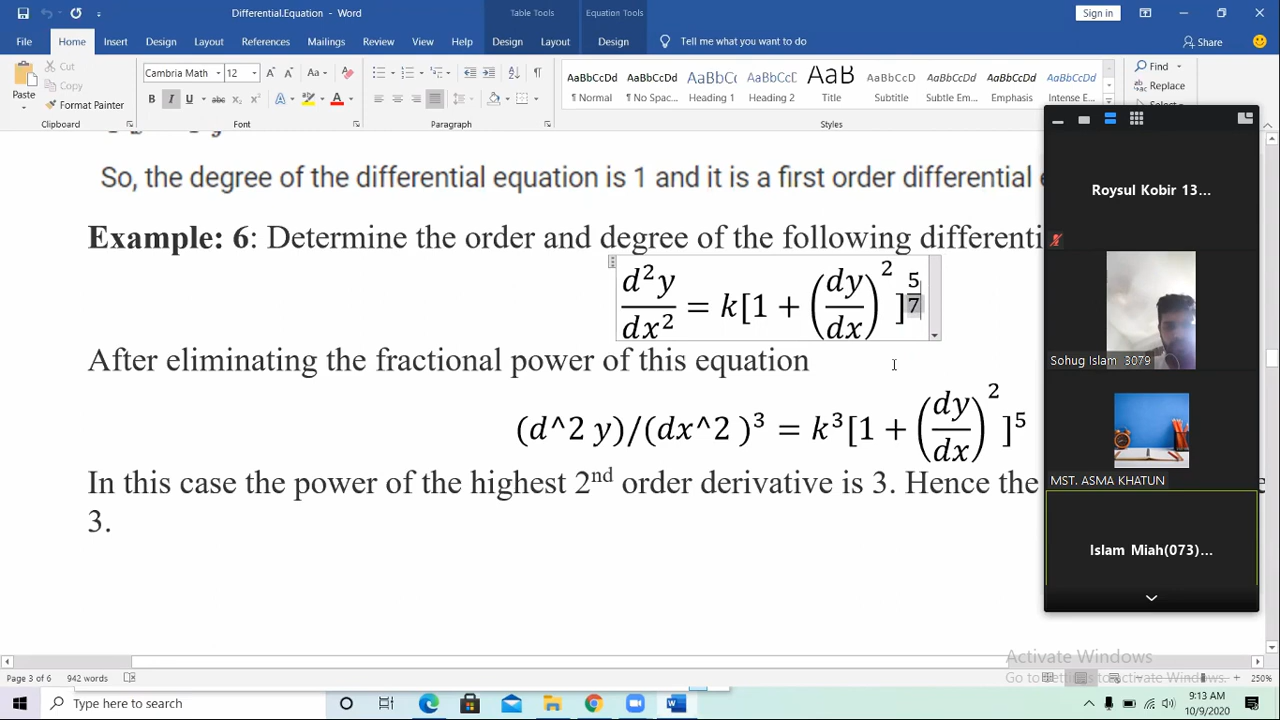 Differential.Equation - Word
Table Tools
Equation Tools
Sign in
File Home Insert Design Layout References Mailings Review View Help Design Layout Design Tell me what you want to do Share
Cut
Copy
Format Painter
Paste
Cambria Math 12
AaBbCcDd AaBbCcDd AaBbCc AaBbCcD AaB AaBbCcD AaBbCcDd AaBbCcDd AaBbCcDd
¶ Normal ¶ No Spac... Heading 1 Heading 2 Title Subtitle Subtle Em... Emphasis Intense E...
Find
Replace
Clipboard Font Paragraph Styles
So, the degree of the differential equation is 1 and it is a first order differential
Example: 6: Determine the order and degree of the following differenti
d²y/dx² = k[1 + (dy/dx)²]^5/7
After eliminating the fractional power of this equation
(d^2 y)/(dx^2 )³ = k³[1 + (dy/dx)²]⁵
In this case the power of the highest 2nd order derivative is 3. Hence the
3.
Roysul Kobir 13...
Sohug Islam 3079
MST. ASMA KHATUN
Islam Miah(073)...
Activate Windows
Go to Settings to activate Windows.
Page 3 of 6 942 words 250%
Type here to search
9:13 AM
10/9/2020